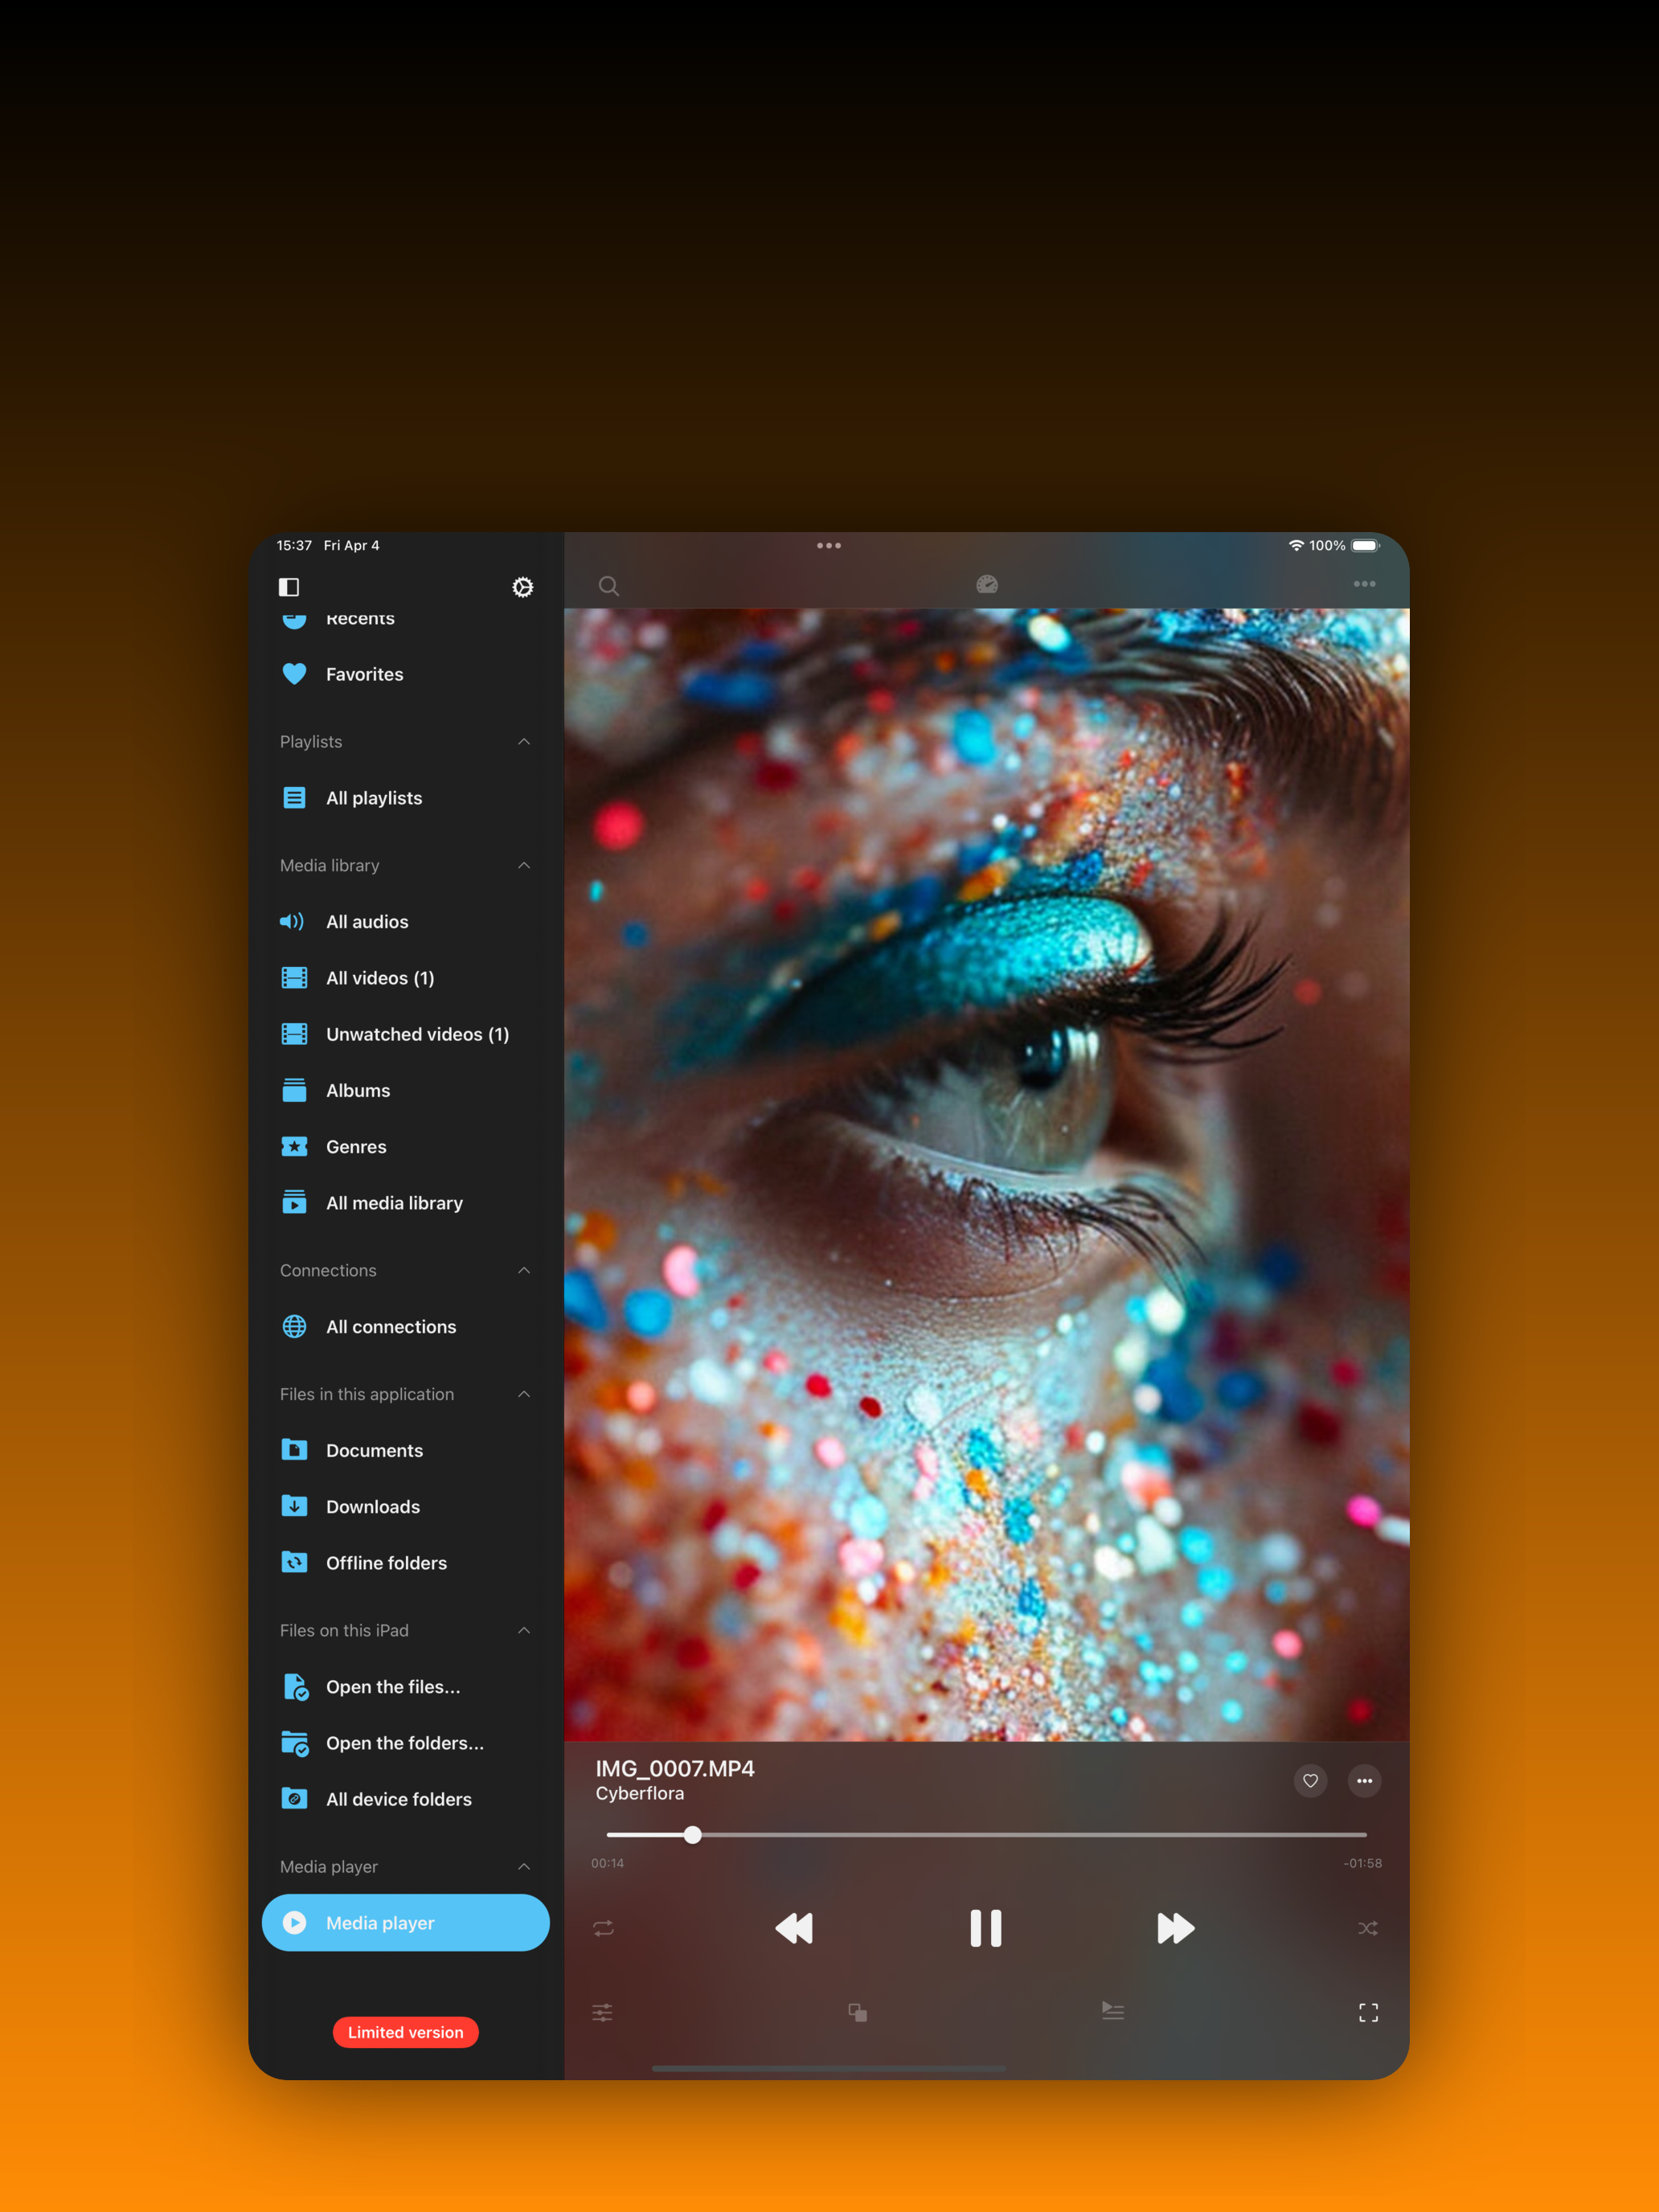 15:37 Fri Apr 4
100%
Recents
Favorites
Playlists
All playlists
Media library
All audios
All videos (1)
Unwatched videos (1)
Albums
Genres
All media library
Connections
All connections
Files in this application
Documents
Downloads
Offline folders
Files on this iPad
Open the files...
Open the folders...
All device folders
Media player
Media player
Limited version
IMG_0007.MP4
Cyberflora
00:14
-01:58